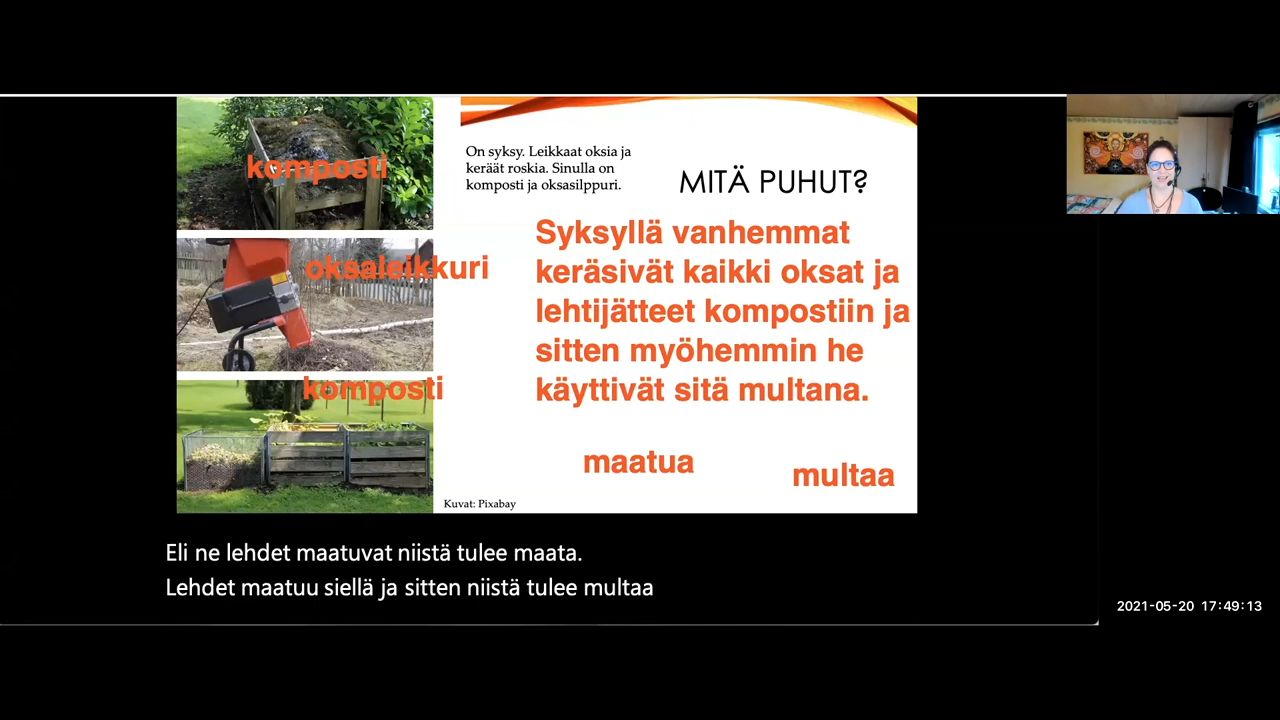 komposti
oksaleikkuri
komposti
On syksy. Leikkaat oksia ja
keräät roskia. Sinulla on
komposti ja oksasilppuri.
MITÄ PUHUT?
Syksyllä vanhemmat
keräsivät kaikki oksat ja
lehtijätteet kompostiin ja
sitten myöhemmin he
käyttivät sitä multana.
maatua
multaa
Kuvat: Pixabay
Eli ne lehdet maatuvat niistä tulee maata.
Lehdet maatuu siellä ja sitten niistä tulee multaa
2021-05-20 17:49:13